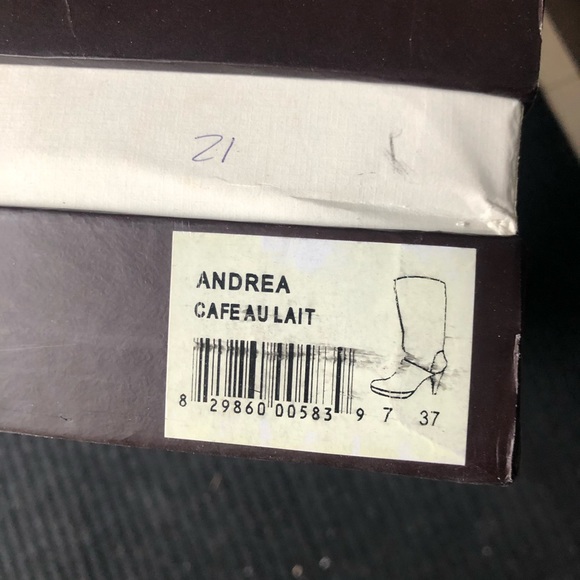 21
ANDREA
CAFE AU LAIT
8 29860 00583 9 7 37